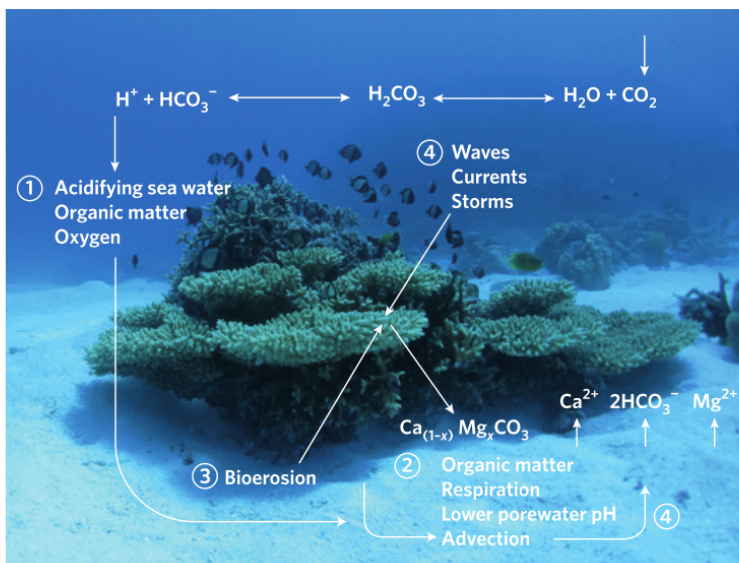 H⁺ + HCO₃⁻ H₂CO₃ H₂O + CO₂
① Acidifying sea water
Organic matter
Oxygen
④ Waves
Currents
Storms
Ca₍₁₋ₓ₎ MgₓCO₃
Ca²⁺ 2HCO₃⁻ Mg²⁺
③ Bioerosion
② Organic matter
Respiration
Lower porewater pH
Advection
④